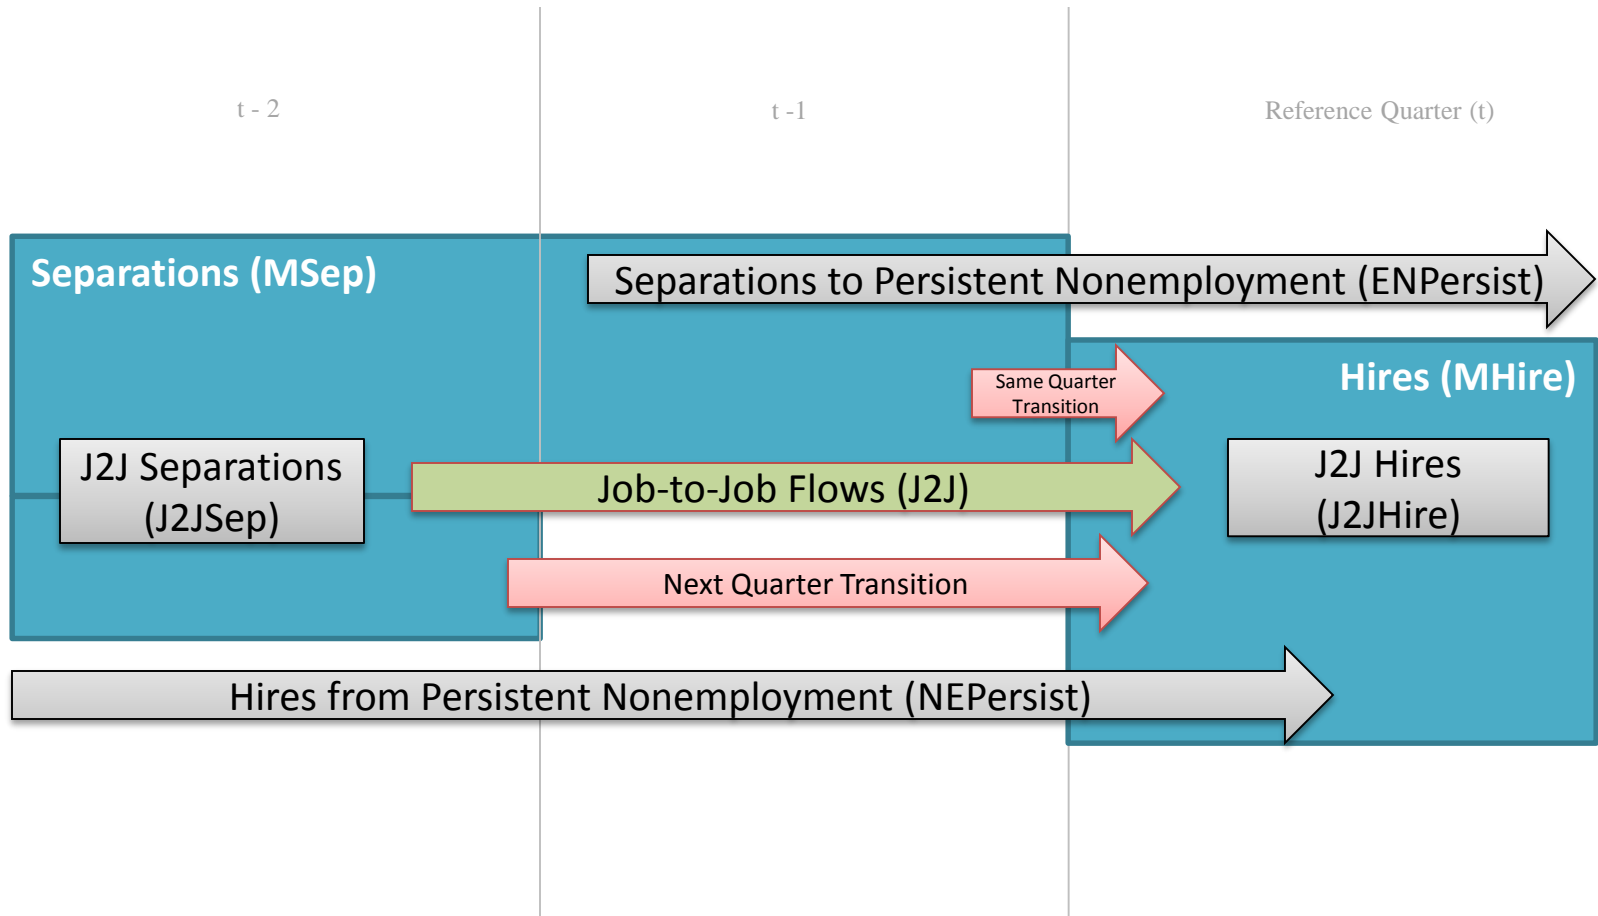 t - 2
t -1
Reference Quarter (t)
Separations (MSep)
Separations to Persistent Nonemployment (ENPersist)
Same Quarter
Transition
Hires (MHire)
J2J Separations
(J2JSep)
Job-to-Job Flows (J2J)
J2J Hires
(J2JHire)
Next Quarter Transition
Hires from Persistent Nonemployment (NEPersist)